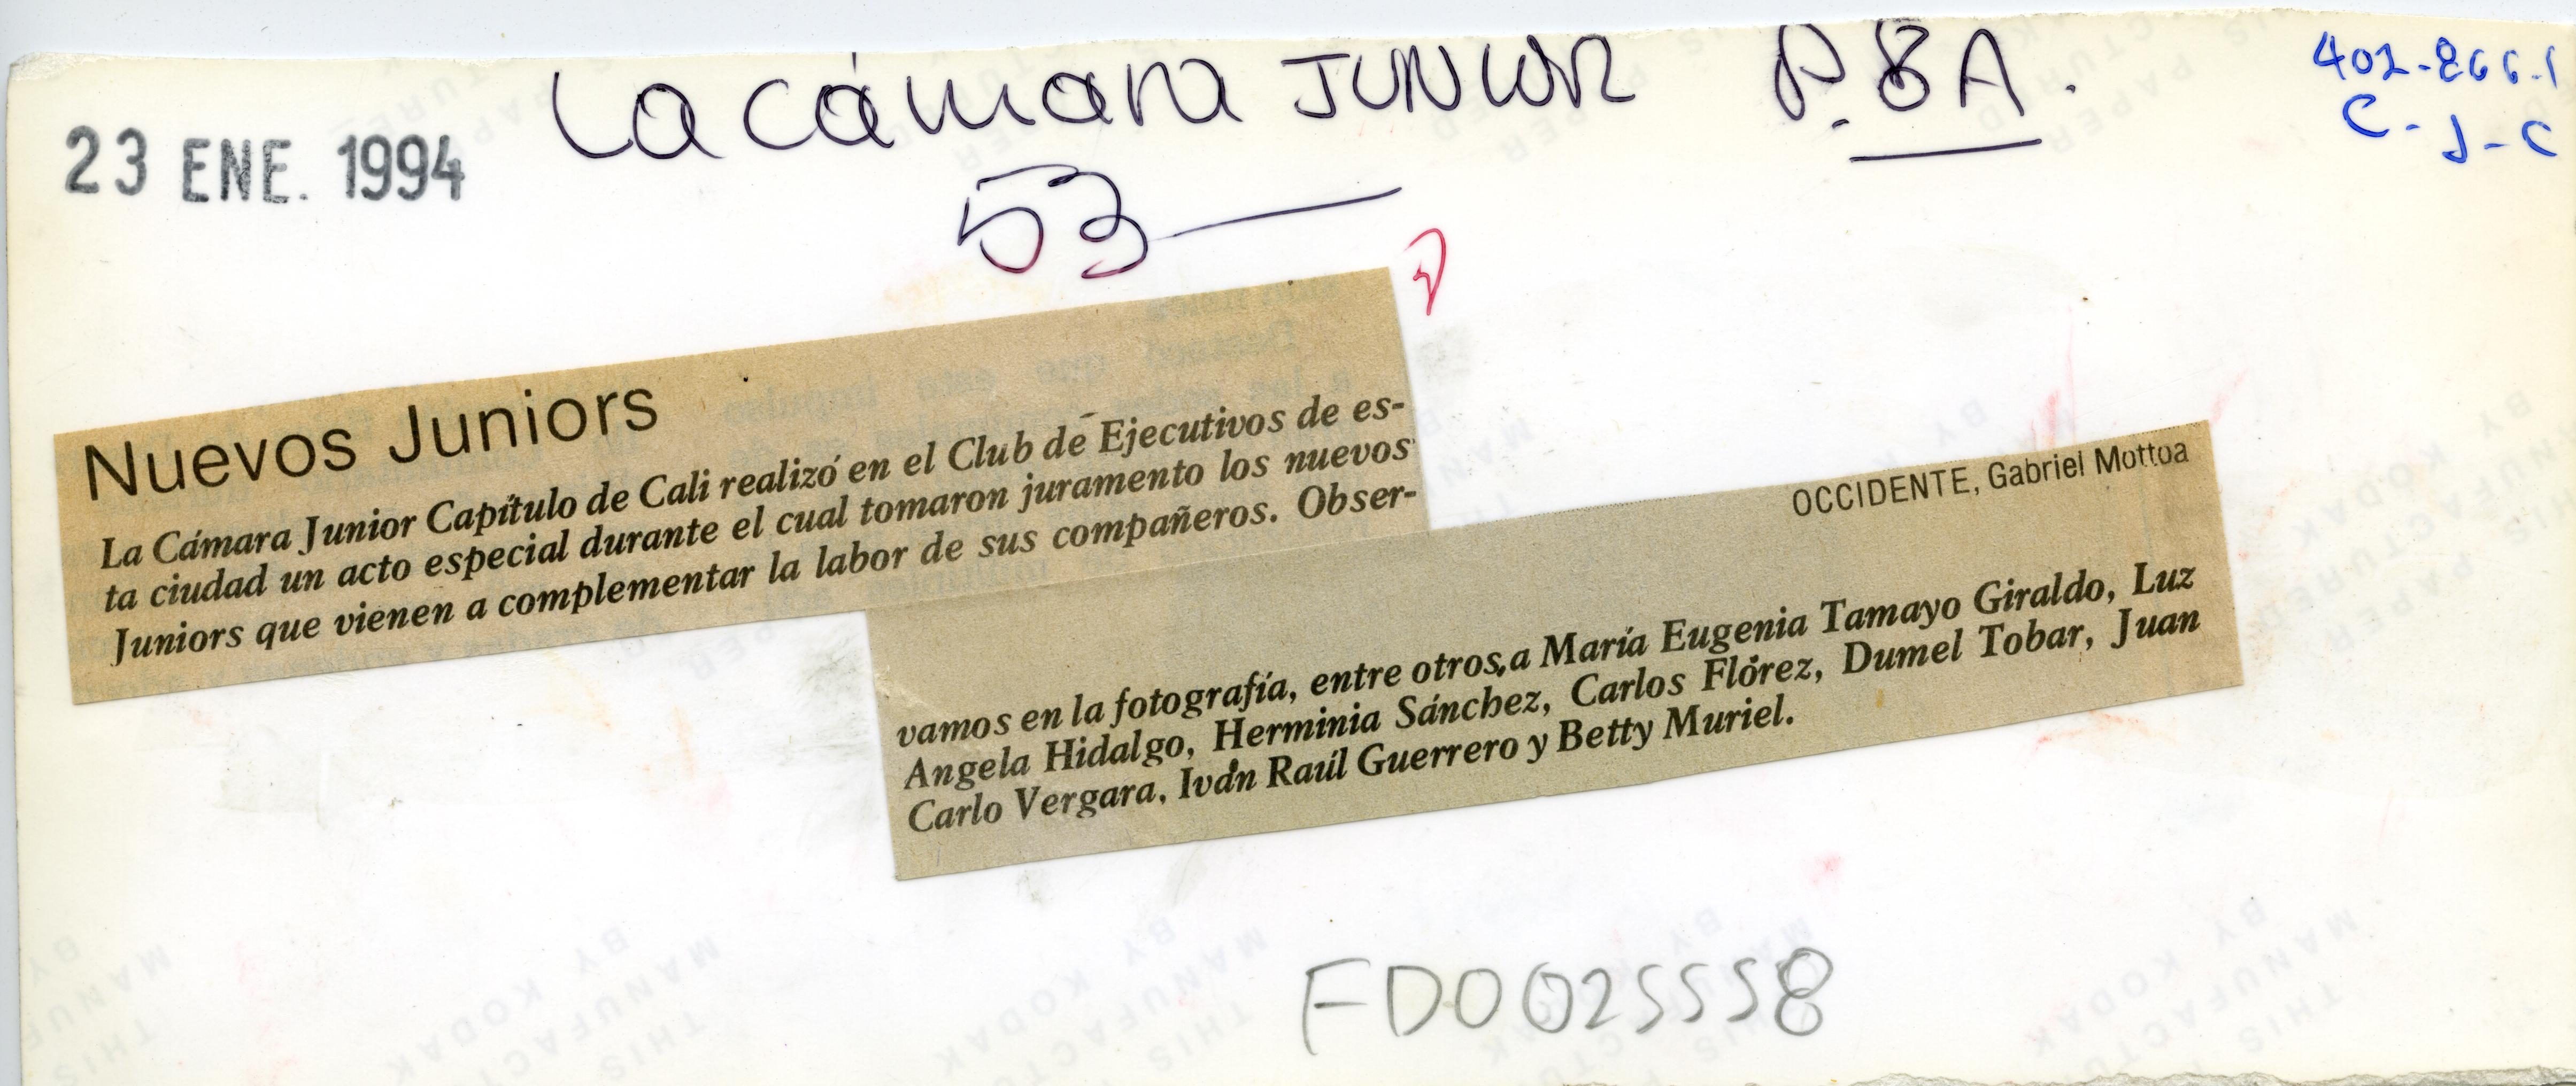 La cámara JUNIOR P. 8A.
402-866-1
C-J-C
23 ENE. 1994
53
Nuevos Juniors
La Cámara Junior Capítulo de Cali realizó en el Club de Ejecutivos de es-
ta ciudad un acto especial durante el cual tomaron juramento los nuevos
Juniors que vienen a complementar la labor de sus compañeros. Obser-
OCCIDENTE, Gabriel Mottoa
vamos en la fotografía, entre otros, a María Eugenia Tamayo Giraldo, Luz
Angela Hidalgo, Herminia Sánchez, Carlos Flórez, Dumel Tobar, Juan
Carlo Vergara, Iván Raúl Guerrero y Betty Muriel.
FD0025558